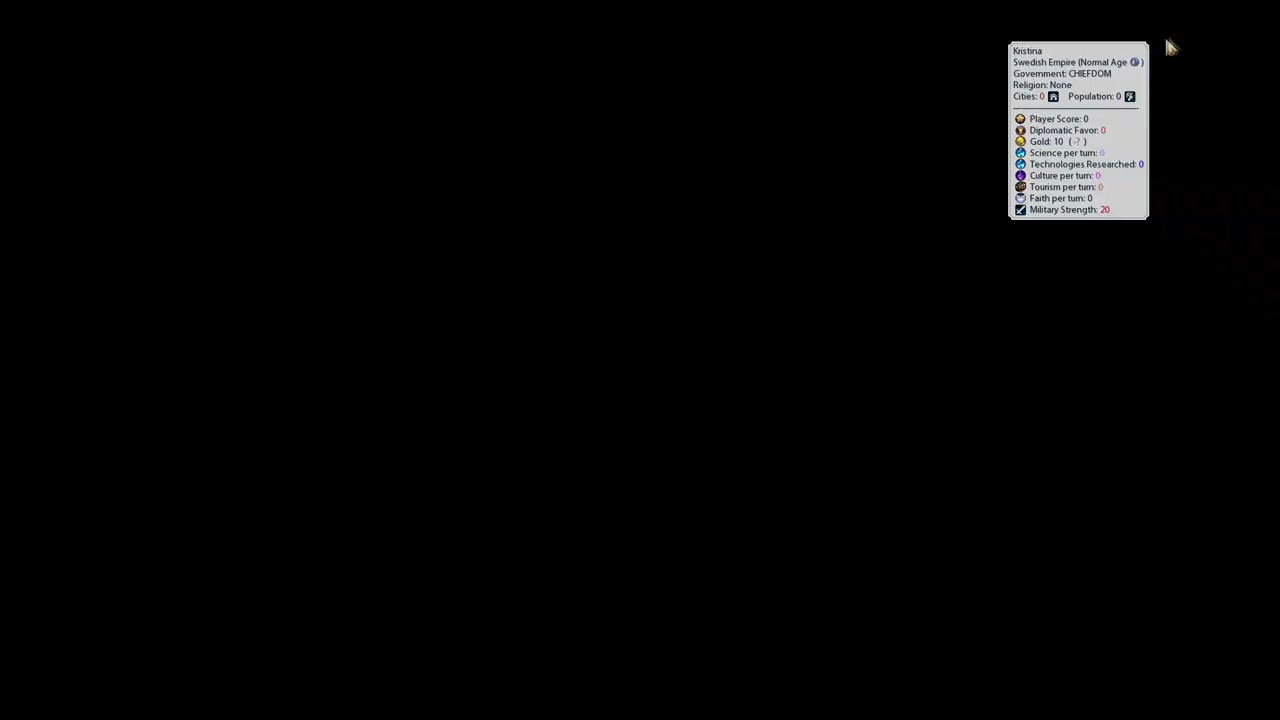 Kristina
Swedish Empire (Normal Age )
Government: CHIEFDOM
Religion: None
Cities: 0 Population: 0
Player Score: 0
Diplomatic Favor: 0
Gold: 10 ( -? )
Science per turn: 0
Technologies Researched: 0
Culture per turn: 0
Tourism per turn: 0
Faith per turn: 0
Military Strength: 20